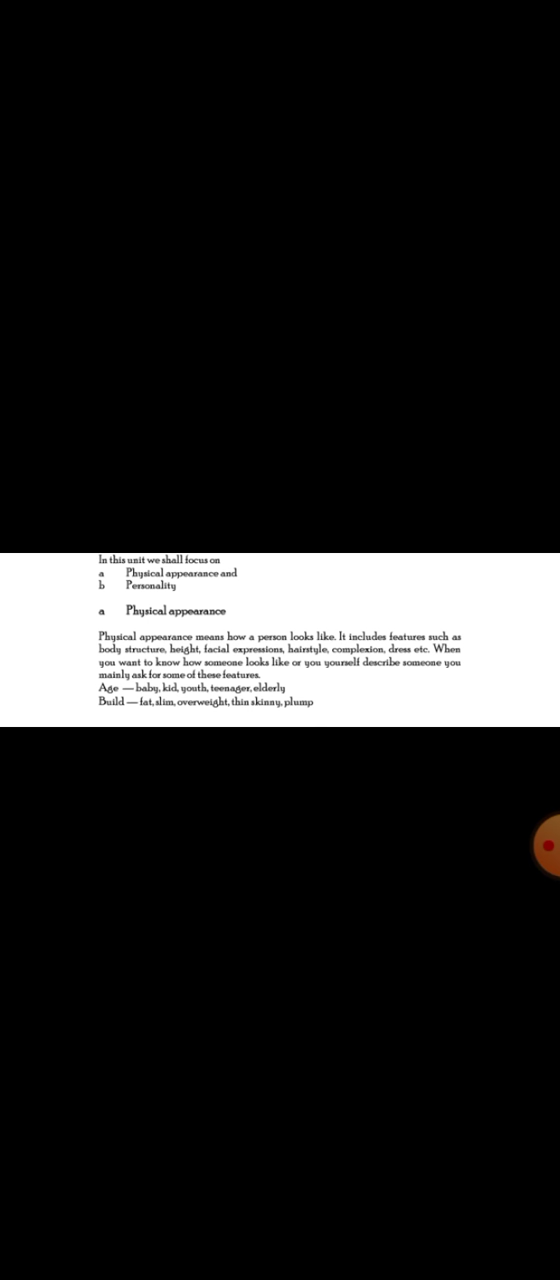 In this unit we shall focus on
a Physical appearance and
b Personality
a Physical appearance
Physical appearance means how a person looks like. It includes features such as
body structure, height, facial expressions, hairstyle, complexion, dress etc. When
you want to know how someone looks like or you yourself describe someone you
mainly ask for some of these features.
Age — baby, kid, youth, teenager, elderly
Build — fat, slim, overweight, thin skinny, plump